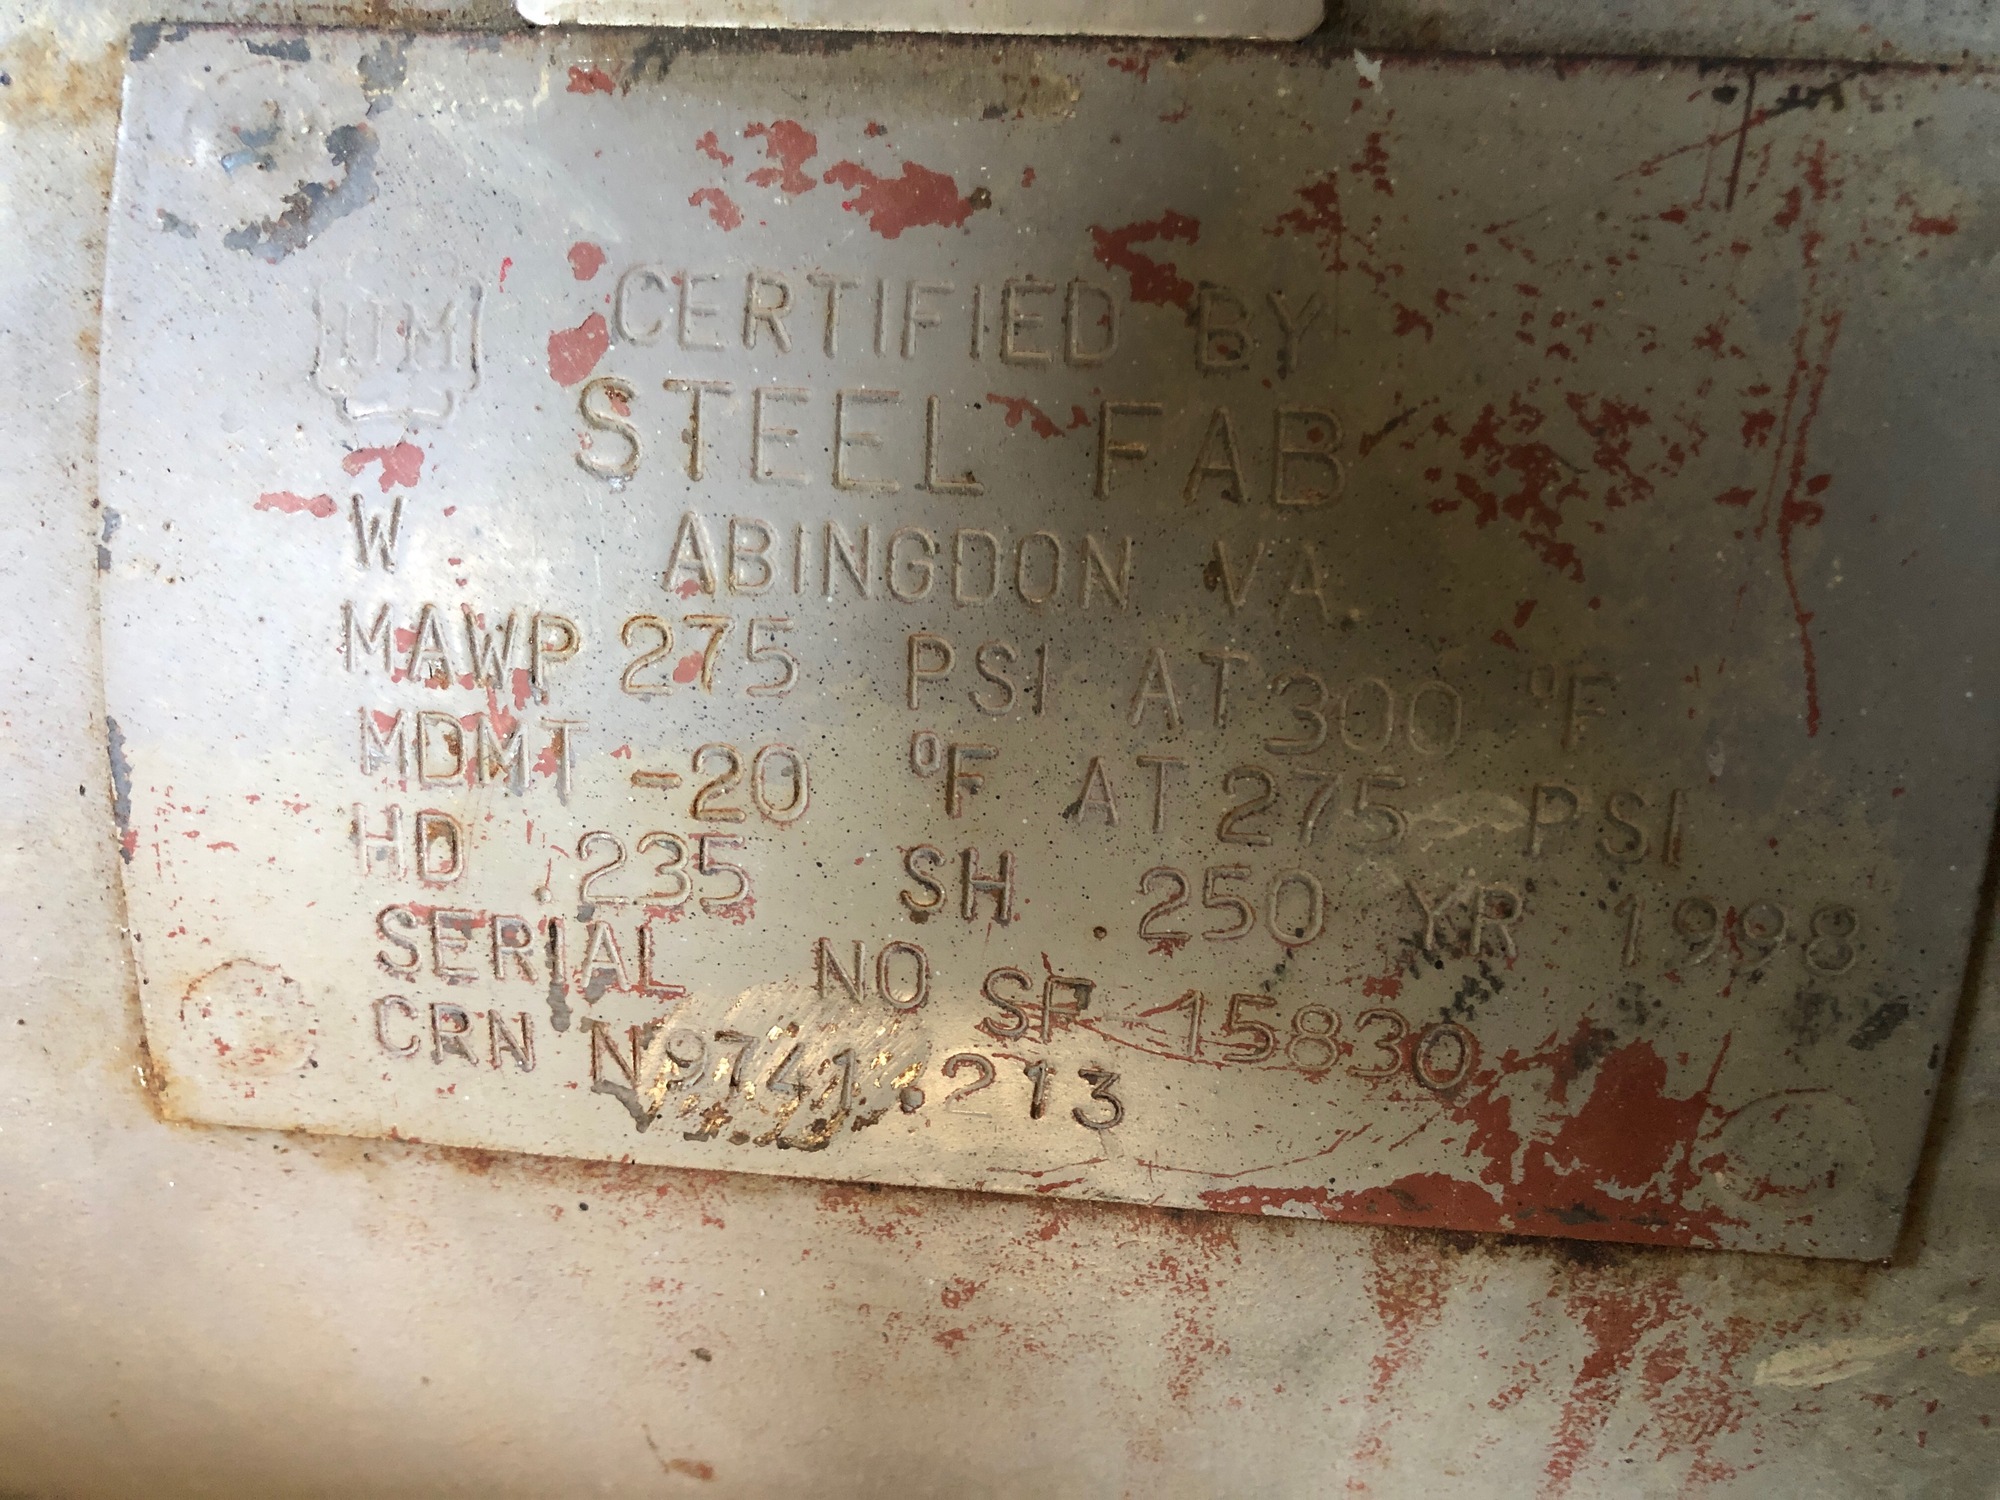 UM CERTIFIED BY
STEEL FAB
W ABINGDON VA
MAWP 275 PSI AT 300 °F
MDMT -20 °F AT 275 PSI
HD .235 SH .250 YR 1998
SERIAL NO SF 15830
CRN N9741.213